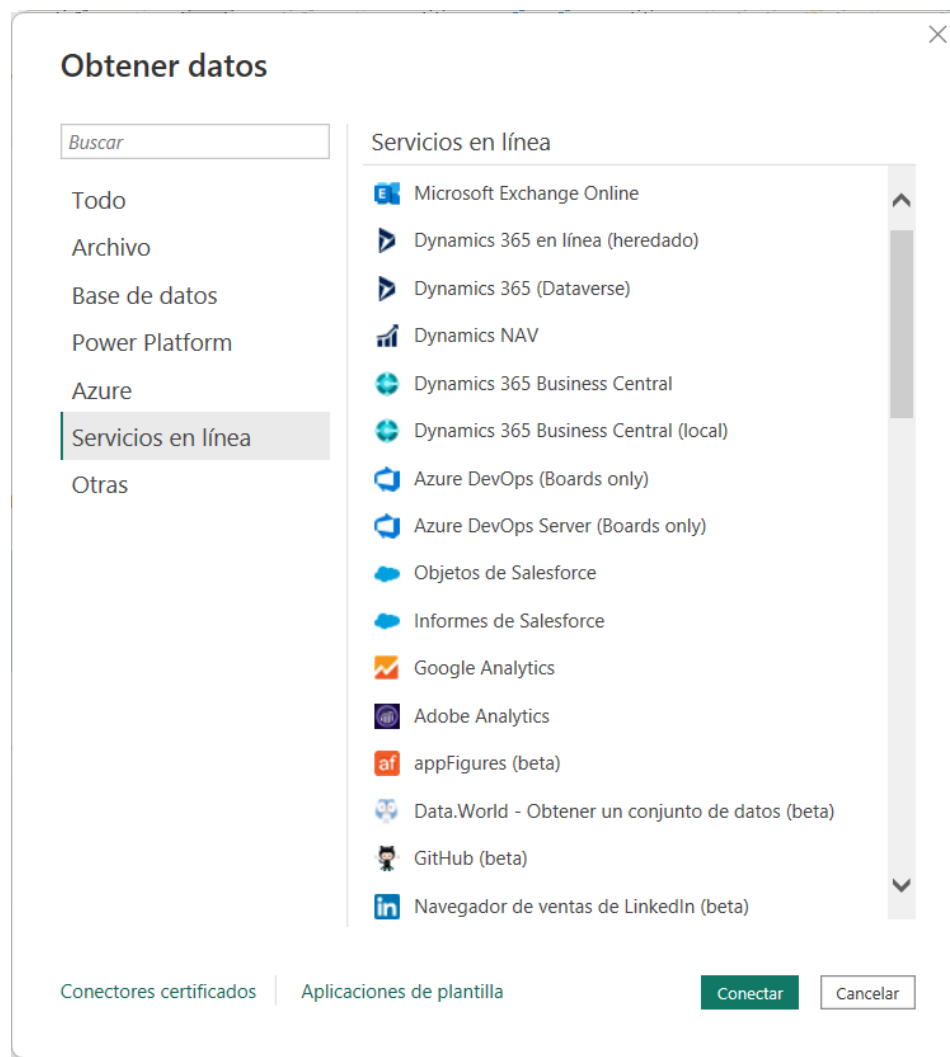 Obtener datos
Buscar
Todo
Archivo
Base de datos
Power Platform
Azure
Servicios en línea
Otras
Servicios en línea
Microsoft Exchange Online
Dynamics 365 en línea (heredado)
Dynamics 365 (Dataverse)
Dynamics NAV
Dynamics 365 Business Central
Dynamics 365 Business Central (local)
Azure DevOps (Boards only)
Azure DevOps Server (Boards only)
Objetos de Salesforce
Informes de Salesforce
Google Analytics
Adobe Analytics
af appFigures (beta)
Data.World - Obtener un conjunto de datos (beta)
GitHub (beta)
in Navegador de ventas de LinkedIn (beta)
Conectores certificados
Aplicaciones de plantilla
Conectar
Cancelar